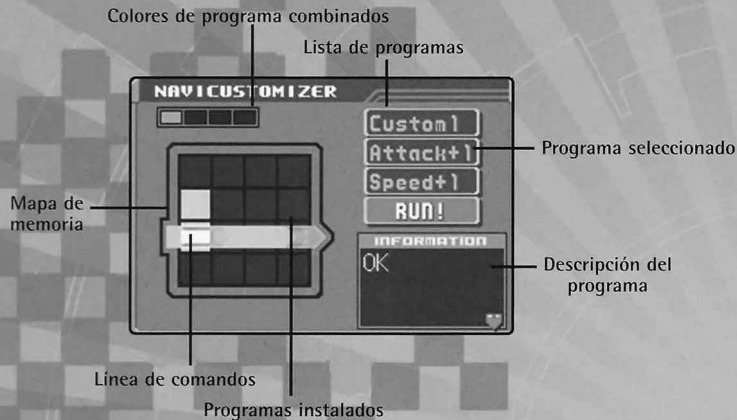 Colores de programa combinados
Lista de programas
NAVICUSTOMIZER
Custom1
Attack+1
Programa seleccionado
Speed+1
Mapa de
memoria
RUN!
INFORMATION
OK
Descripción del
programa
Línea de comandos
Programas instalados